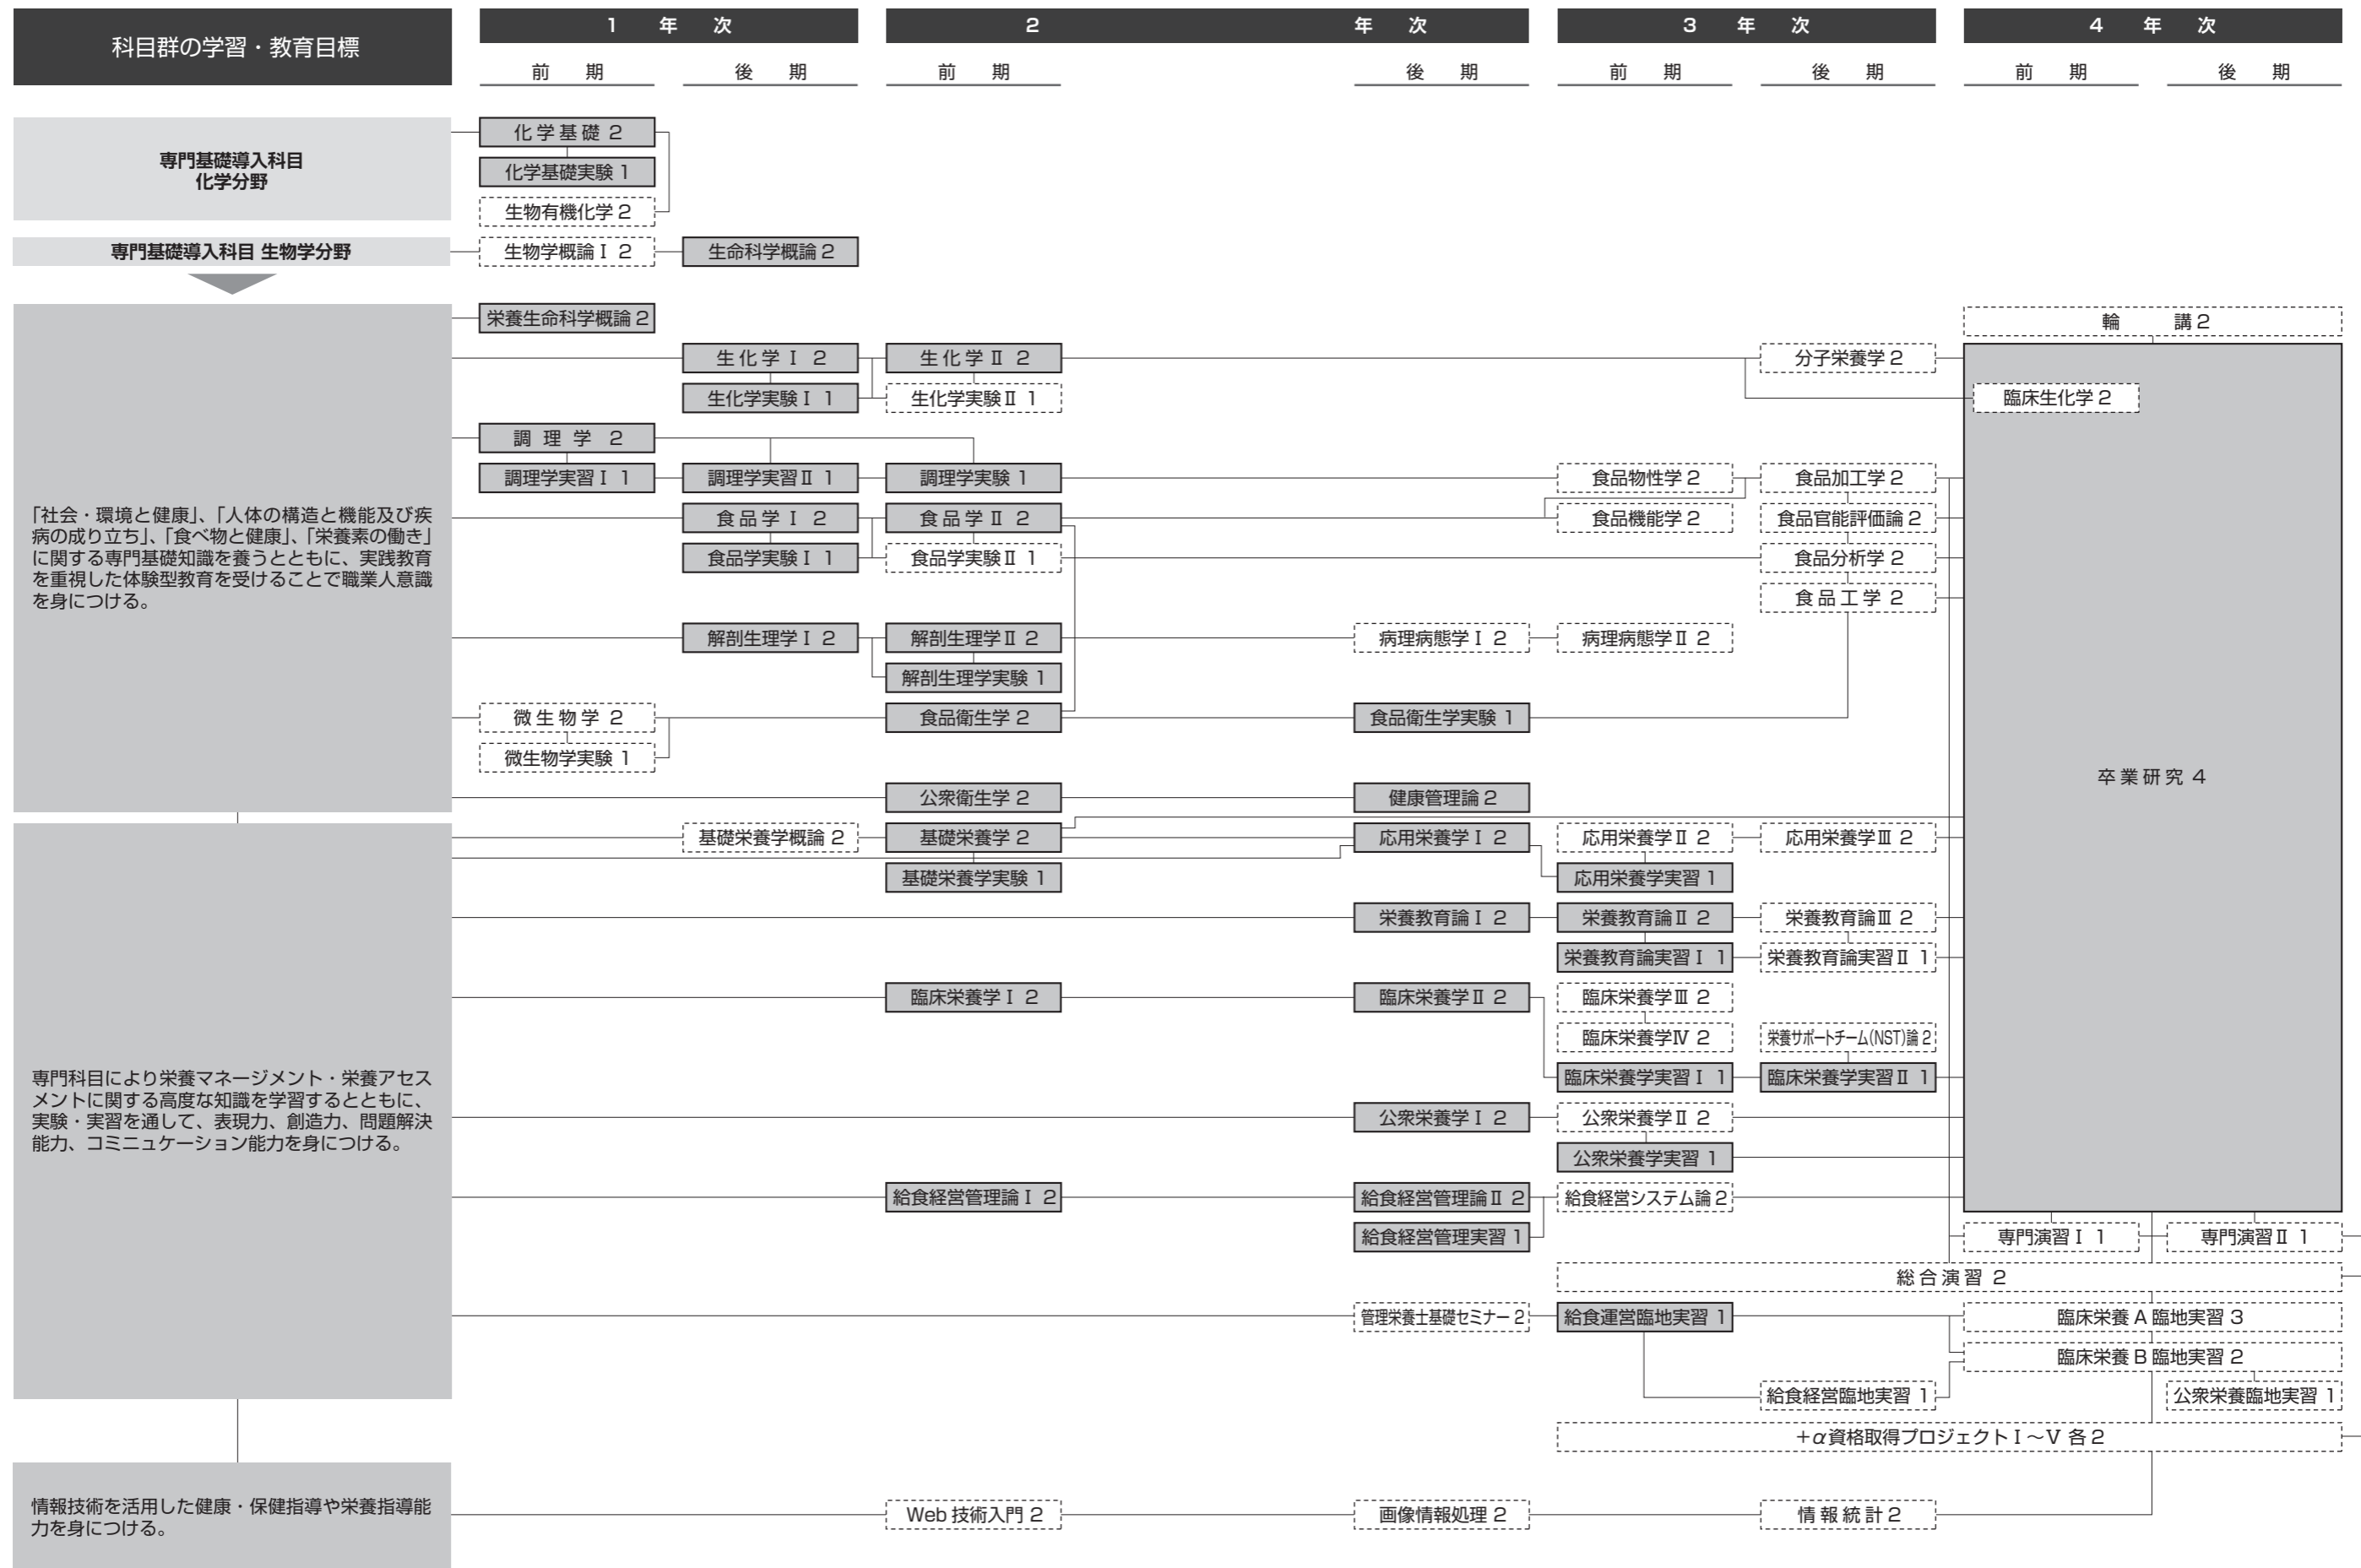 科目群の学習・教育目標
1 年 次
2 年 次
3 年 次
4 年 次
前 期
後 期
前 期
後 期
前 期
後 期
前 期
後 期
専門基礎導入科目
化学分野
化学基礎 2
化学基礎実験 1
生物有機化学 2
専門基礎導入科目 生物学分野
生物学概論Ⅰ 2
生命科学概論 2
「社会・環境と健康」、「人体の構造と機能及び疾
病の成り立ち」、「食べ物と健康」、「栄養素の働き」
に関する専門基礎知識を養うとともに、実践教育
を重視した体験型教育を受けることで職業人意識
を身につける。
栄養生命科学概論 2
輪 講 2
生化学Ⅰ 2
生化学Ⅱ 2
分子栄養学 2
生化学実験Ⅰ 1
生化学実験Ⅱ 1
臨床生化学 2
調理学 2
調理学実習Ⅰ 1
調理学実習Ⅱ 1
調理学実験 1
食品物性学 2
食品加工学 2
食品学Ⅰ 2
食品学Ⅱ 2
食品機能学 2
食品官能評価論 2
食品学実験Ⅰ 1
食品学実験Ⅱ 1
食品分析学 2
食品工学 2
解剖生理学Ⅰ 2
解剖生理学Ⅱ 2
病理病態学Ⅰ 2
病理病態学Ⅱ 2
解剖生理学実験 1
微生物学 2
食品衛生学 2
食品衛生学実験 1
微生物学実験 1
卒業研究 4
公衆衛生学 2
健康管理論 2
専門科目により栄養マネージメント・栄養アセス
メントに関する高度な知識を学習するとともに、
実験・実習を通して、表現力、創造力、問題解決
能力、コミニュケーション能力を身につける。
基礎栄養学概論 2
基礎栄養学 2
応用栄養学Ⅰ 2
応用栄養学Ⅱ 2
応用栄養学Ⅲ 2
基礎栄養学実験 1
応用栄養学実習 1
栄養教育論Ⅰ 2
栄養教育論Ⅱ 2
栄養教育論Ⅲ 2
栄養教育論実習Ⅰ 1
栄養教育論実習Ⅱ 1
臨床栄養学Ⅰ 2
臨床栄養学Ⅱ 2
臨床栄養学Ⅲ 2
臨床栄養学Ⅳ 2
栄養サポートチーム(NST)論 2
臨床栄養学実習Ⅰ 1
臨床栄養学実習Ⅱ 1
公衆栄養学Ⅰ 2
公衆栄養学Ⅱ 2
公衆栄養学実習 1
給食経営管理論Ⅰ 2
給食経営管理論Ⅱ 2
給食経営システム論 2
給食経営管理実習 1
専門演習Ⅰ 1
専門演習Ⅱ 1
総合演習 2
管理栄養士基礎セミナー 2
給食運営臨地実習 1
臨床栄養 A 臨地実習 3
臨床栄養 B 臨地実習 2
給食経営臨地実習 1
公衆栄養臨地実習 1
+α資格取得プロジェクトⅠ〜Ⅴ 各 2
情報技術を活用した健康・保健指導や栄養指導能
力を身につける。
Web 技術入門 2
画像情報処理 2
情報統計 2